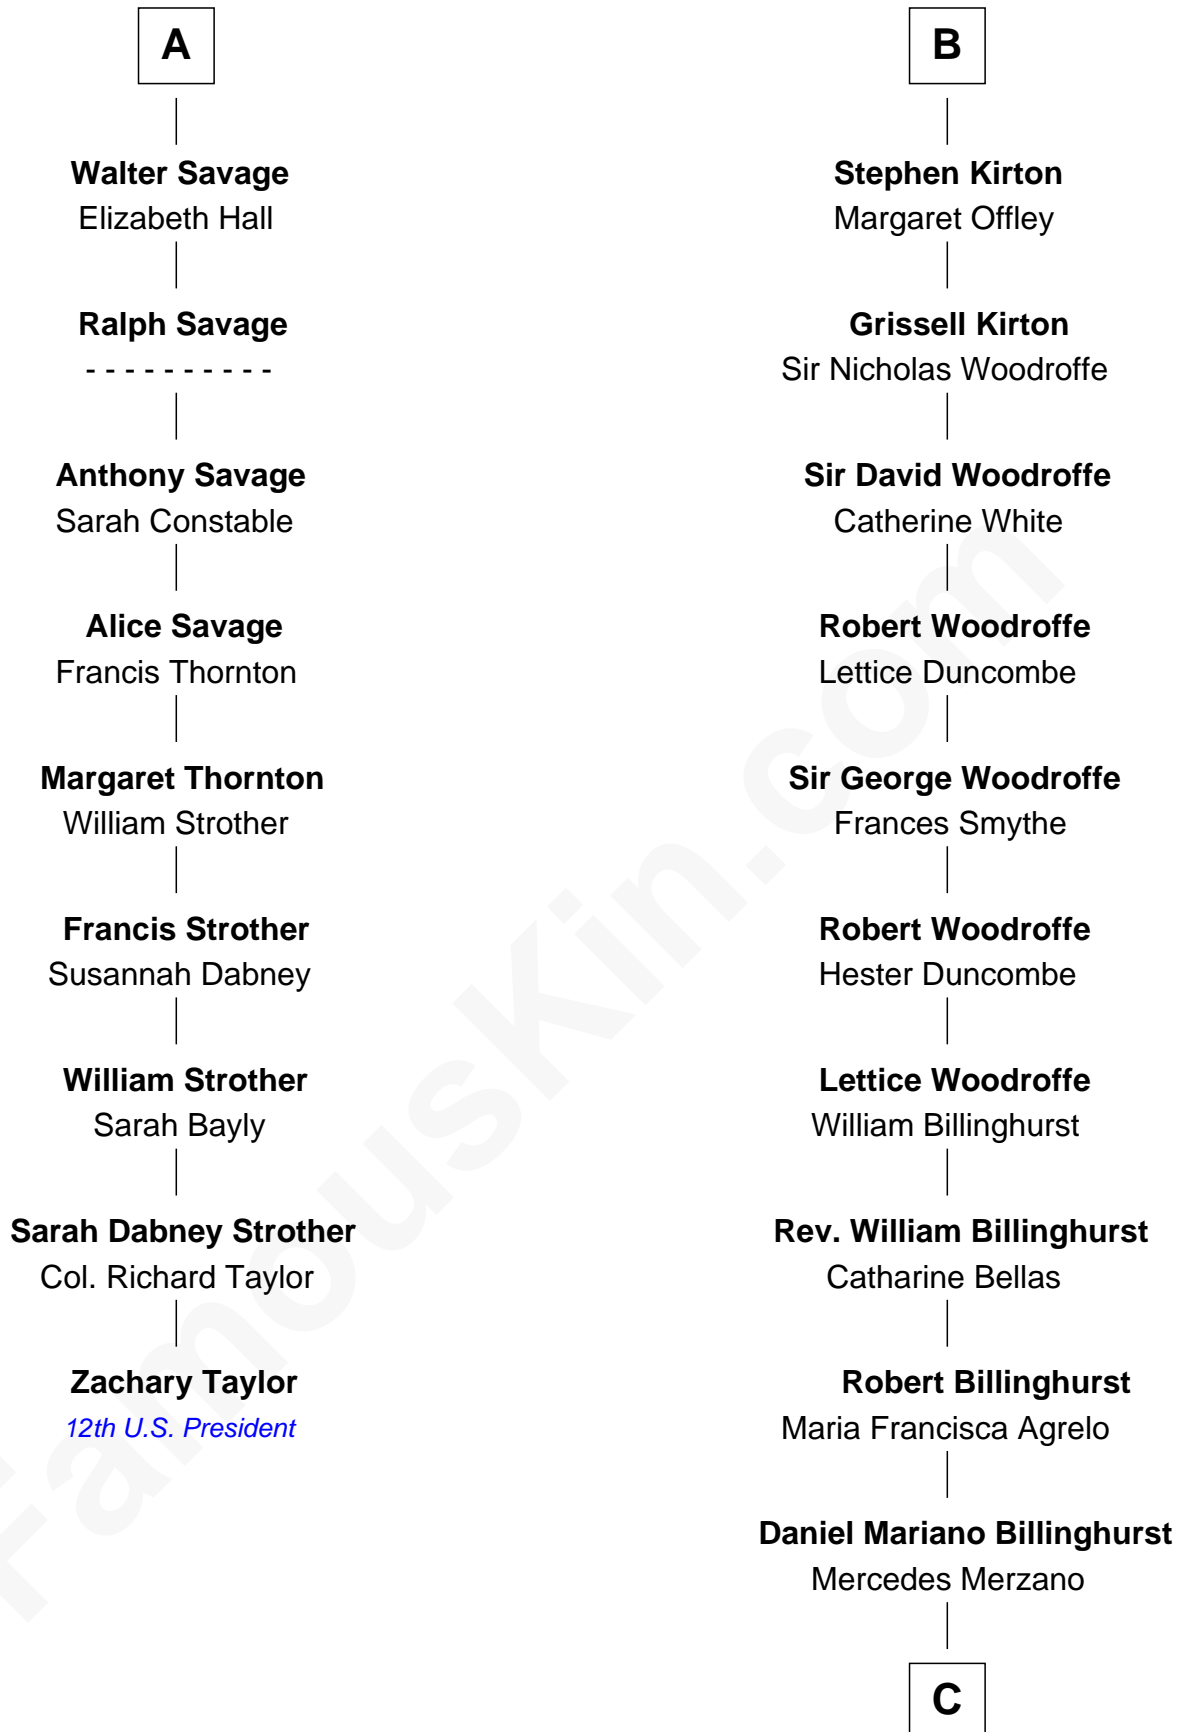 A
Walter Savage
Elizabeth Hall
Ralph Savage
- - - - - - - - - -
Anthony Savage
Sarah Constable
Alice Savage
Francis Thornton
Margaret Thornton
William Strother
Francis Strother
Susannah Dabney
William Strother
Sarah Bayly
Sarah Dabney Strother
Col. Richard Taylor
Zachary Taylor
12th U.S. President
B
Stephen Kirton
Margaret Offley
Grissell Kirton
Sir Nicholas Woodroffe
Sir David Woodroffe
Catherine White
Robert Woodroffe
Lettice Duncombe
Sir George Woodroffe
Frances Smythe
Robert Woodroffe
Hester Duncombe
Lettice Woodroffe
William Billinghurst
Rev. William Billinghurst
Catharine Bellas
Robert Billinghurst
Maria Francisca Agrelo
Daniel Mariano Billinghurst
Mercedes Merzano
C
FamousKin.com